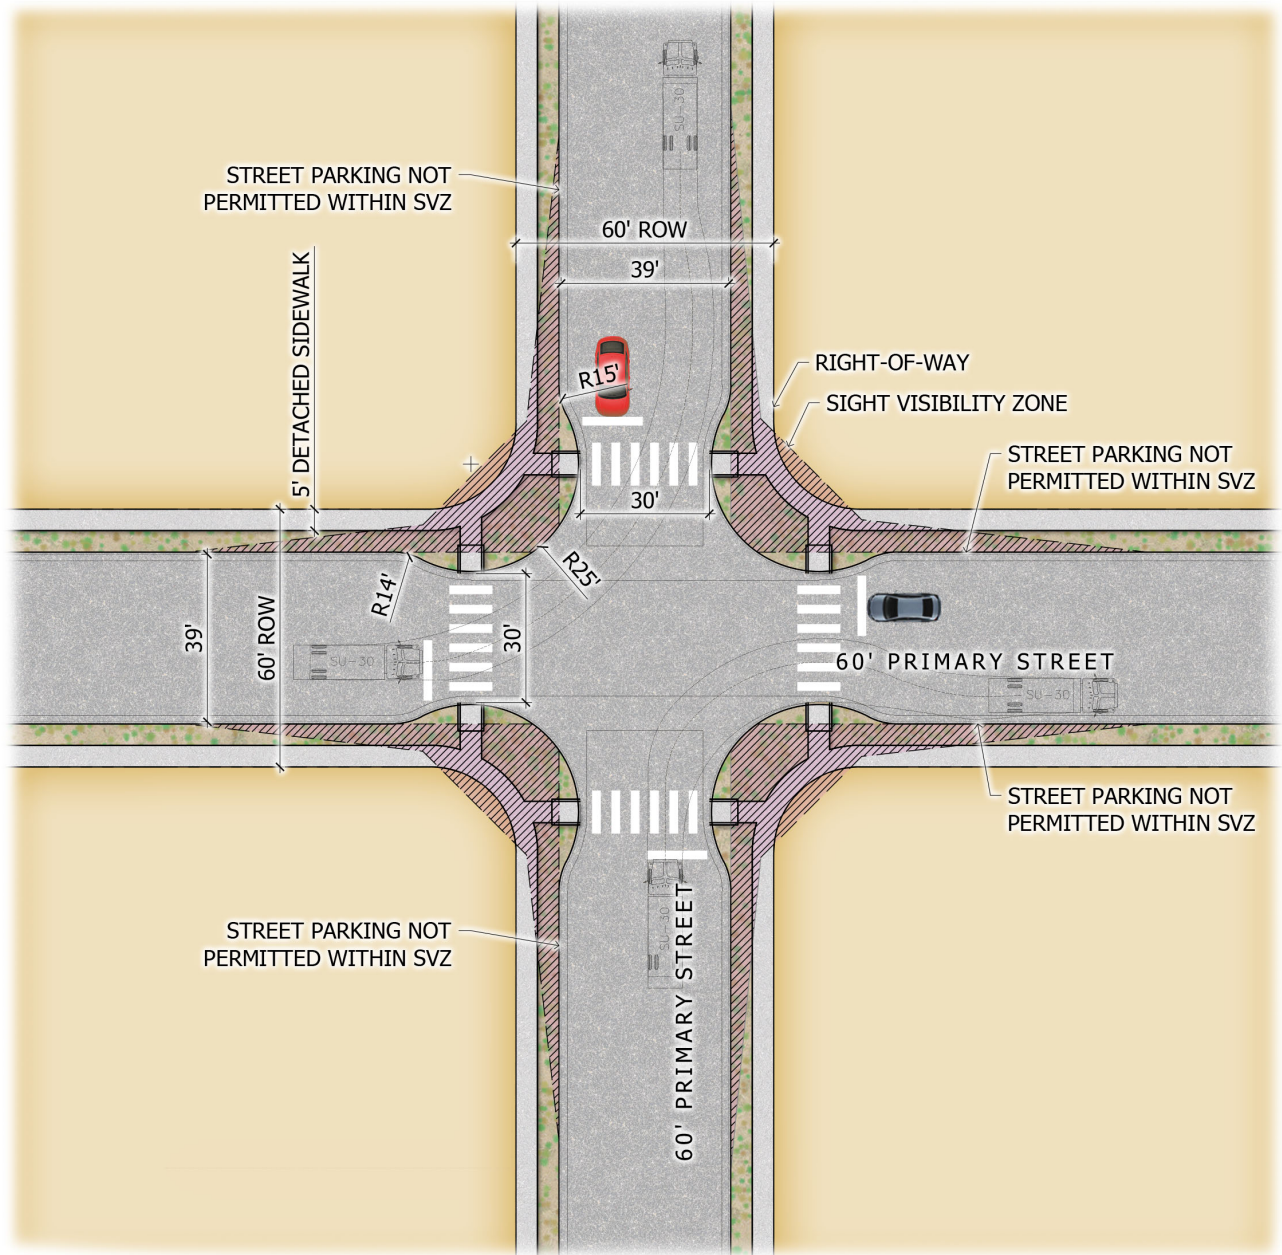 SU-30
STREET PARKING NOT
PERMITTED WITHIN SVZ
60' ROW
39'
5' DETACHED SIDEWALK
R15'
RIGHT-OF-WAY
SIGHT VISIBILITY ZONE
STREET PARKING NOT
PERMITTED WITHIN SVZ
30'
R25'
R14'
39'
60' ROW
30'
SU-30
60' PRIMARY STREET
SU-30
STREET PARKING NOT
PERMITTED WITHIN SVZ
STREET PARKING NOT
PERMITTED WITHIN SVZ
SU-30
60' PRIMARY STREET